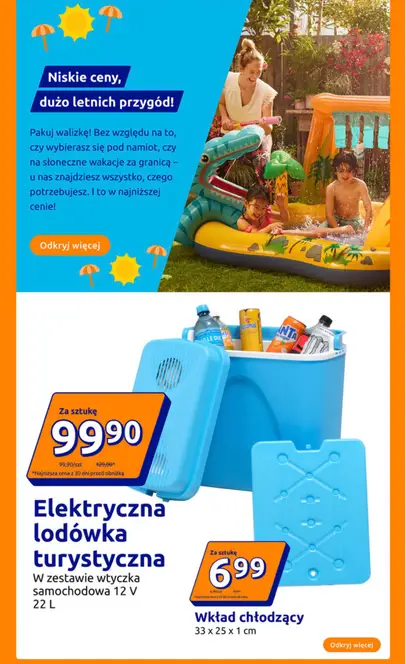 Niskie ceny,
dużo letnich przygód!
Pakuj walizkę! Bez względu na to,
czy wybierasz się pod namiot, czy
na słoneczne wakacje za granicą –
u nas znajdziesz wszystko, czego
potrzebujesz. I to w najniższej
cenie!
Odkryj więcej
FANTA
Za sztukę
99 90
99.90/szt 129,00*
*Najniższa cena z 30 dni przed obniżką
Elektryczna
lodówka
turystyczna
W zestawie wtyczka
samochodowa 12 V
22 L
Za sztukę
6 99
Wkład chłodzący
33 x 25 x 1 cm
Odkryj więcej